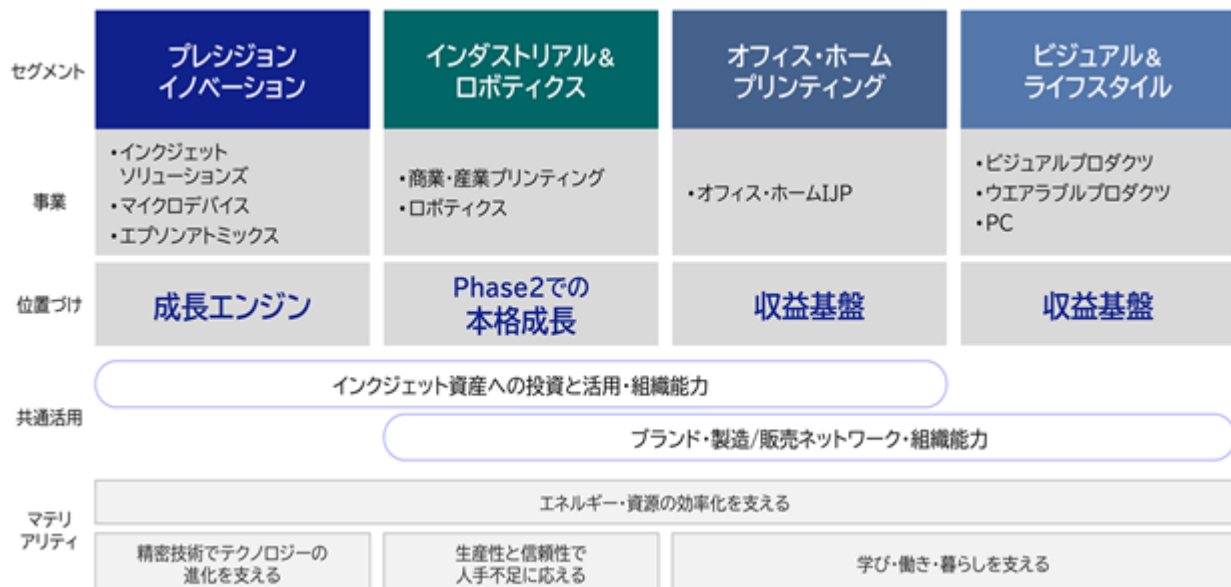 セグメント
プレシジョン
イノベーション
インダストリアル&
ロボティクス
オフィス・ホーム
プリンティング
ビジュアル&
ライフスタイル
事業
・インクジェット
ソリューションズ
・マイクロデバイス
・エプソンアトミックス
・商業・産業プリンティング
・ロボティクス
・オフィス・ホームIJP
・ビジュアルプロダクツ
・ウエアラブルプロダクツ
・PC
位置づけ
成長エンジン
Phase2での
本格成長
収益基盤
収益基盤
共通活用
インクジェット資産への投資と活用・組織能力
ブランド・製造/販売ネットワーク・組織能力
マテリ
アリティ
エネルギー・資源の効率化を支える
精密技術でテクノロジーの
進化を支える
生産性と信頼性で
人手不足に応える
学び・働き・暮らしを支える